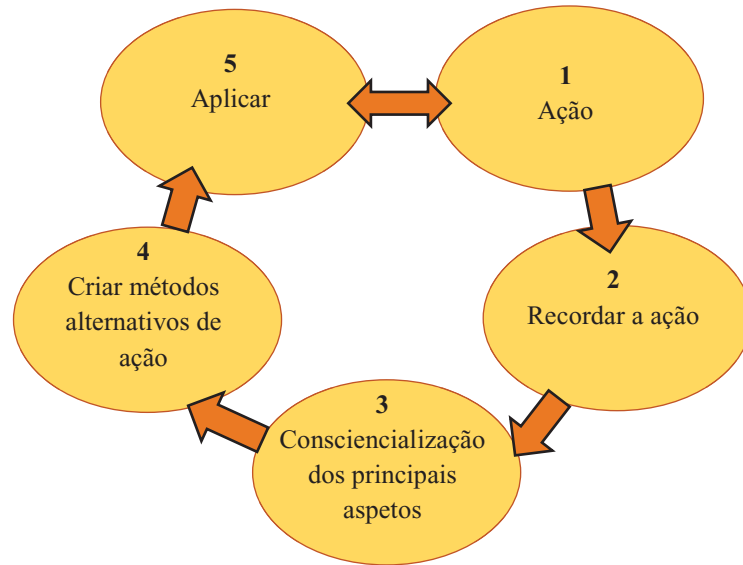 1
Ação
2
Recordar a ação
3
Consciencialização
dos principais
aspetos
4
Criar métodos
alternativos de
ação
5
Aplicar